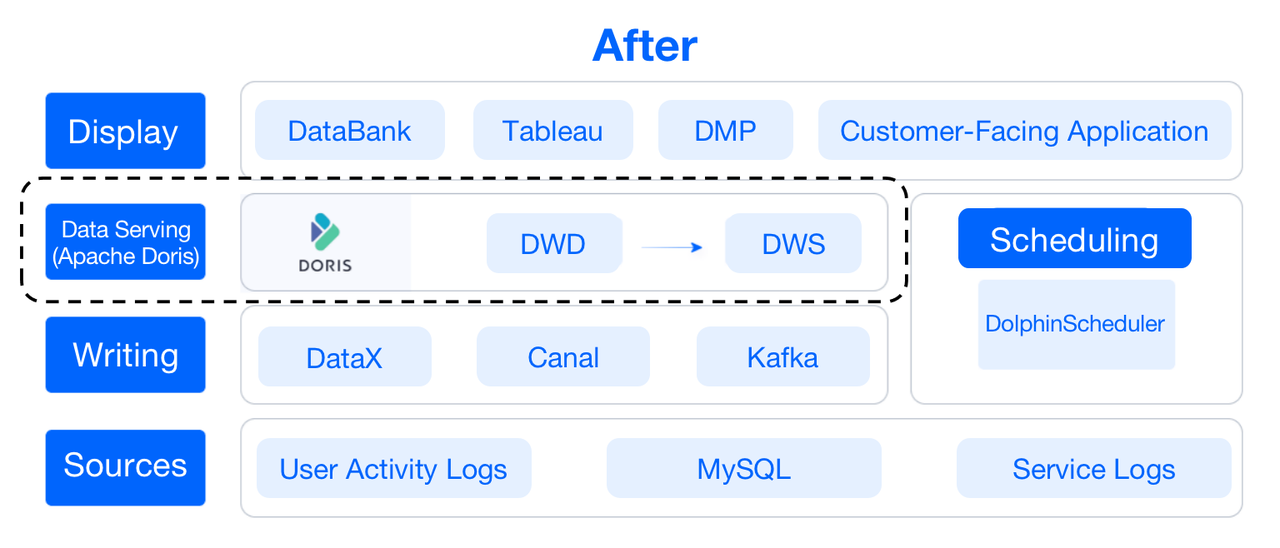 After
Display
DataBank
Tableau
DMP
Customer-Facing Application
Data Serving
(Apache Doris)
DORIS
DWD
DWS
Scheduling
DolphinScheduler
Writing
DataX
Canal
Kafka
Sources
User Activity Logs
MySQL
Service Logs